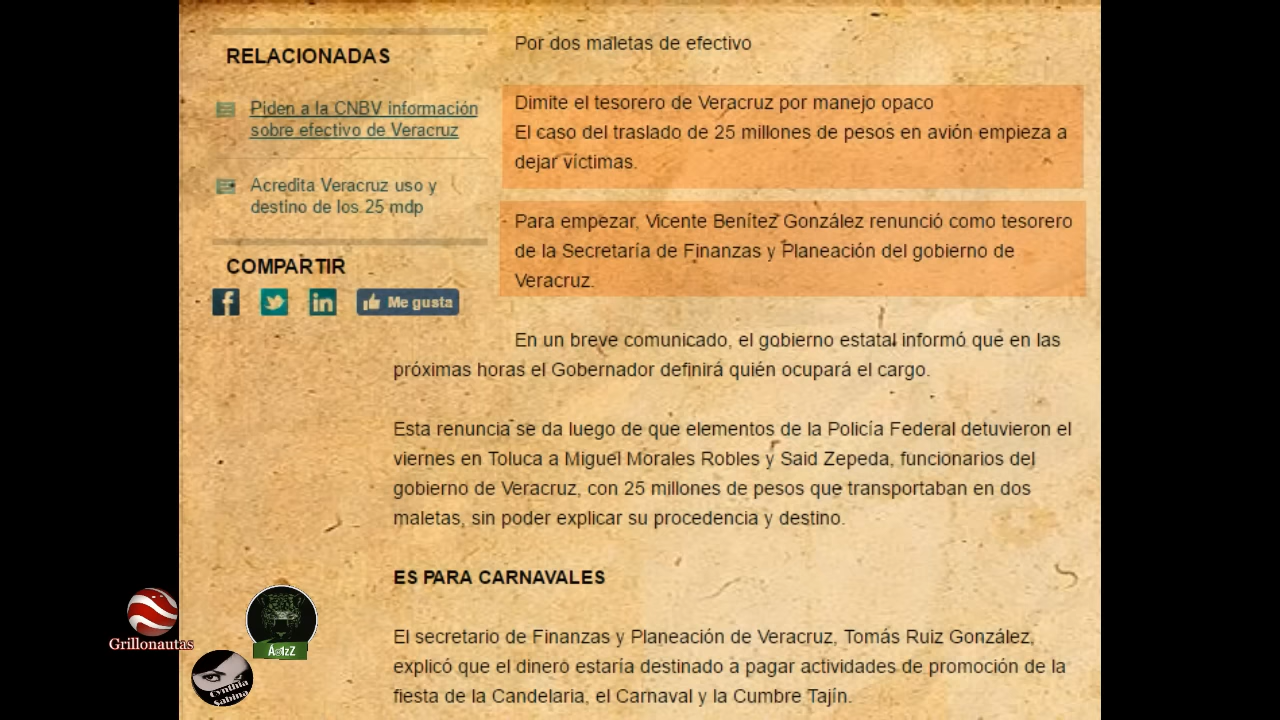 RELACIONADAS
Piden a la CNBV información
sobre efectivo de Veracruz
Acredita Veracruz uso y
destino de los 25 mdp
COMPARTIR
Me gusta
Por dos maletas de efectivo
Dimite el tesorero de Veracruz por manejo opaco
El caso del traslado de 25 millones de pesos en avión empieza a
dejar víctimas.
Para empezar, Vicente Benítez González renunció como tesorero
de la Secretaría de Finanzas y Planeación del gobierno de
Veracruz.
En un breve comunicado, el gobierno estatal informó que en las
próximas horas el Gobernador definirá quién ocupará el cargo.
Esta renuncia se da luego de que elementos de la Policía Federal detuvieron el
viernes en Toluca a Miguel Morales Robles y Said Zepeda, funcionarios del
gobierno de Veracruz, con 25 millones de pesos que transportaban en dos
maletas, sin poder explicar su procedencia y destino.
ES PARA CARNAVALES
El secretario de Finanzas y Planeación de Veracruz, Tomás Ruiz González,
explicó que el dinero estaría destinado a pagar actividades de promoción de la
fiesta de la Candelaria, el Carnaval y la Cumbre Tajín.
Grillonautas
Cynthia
Sabina